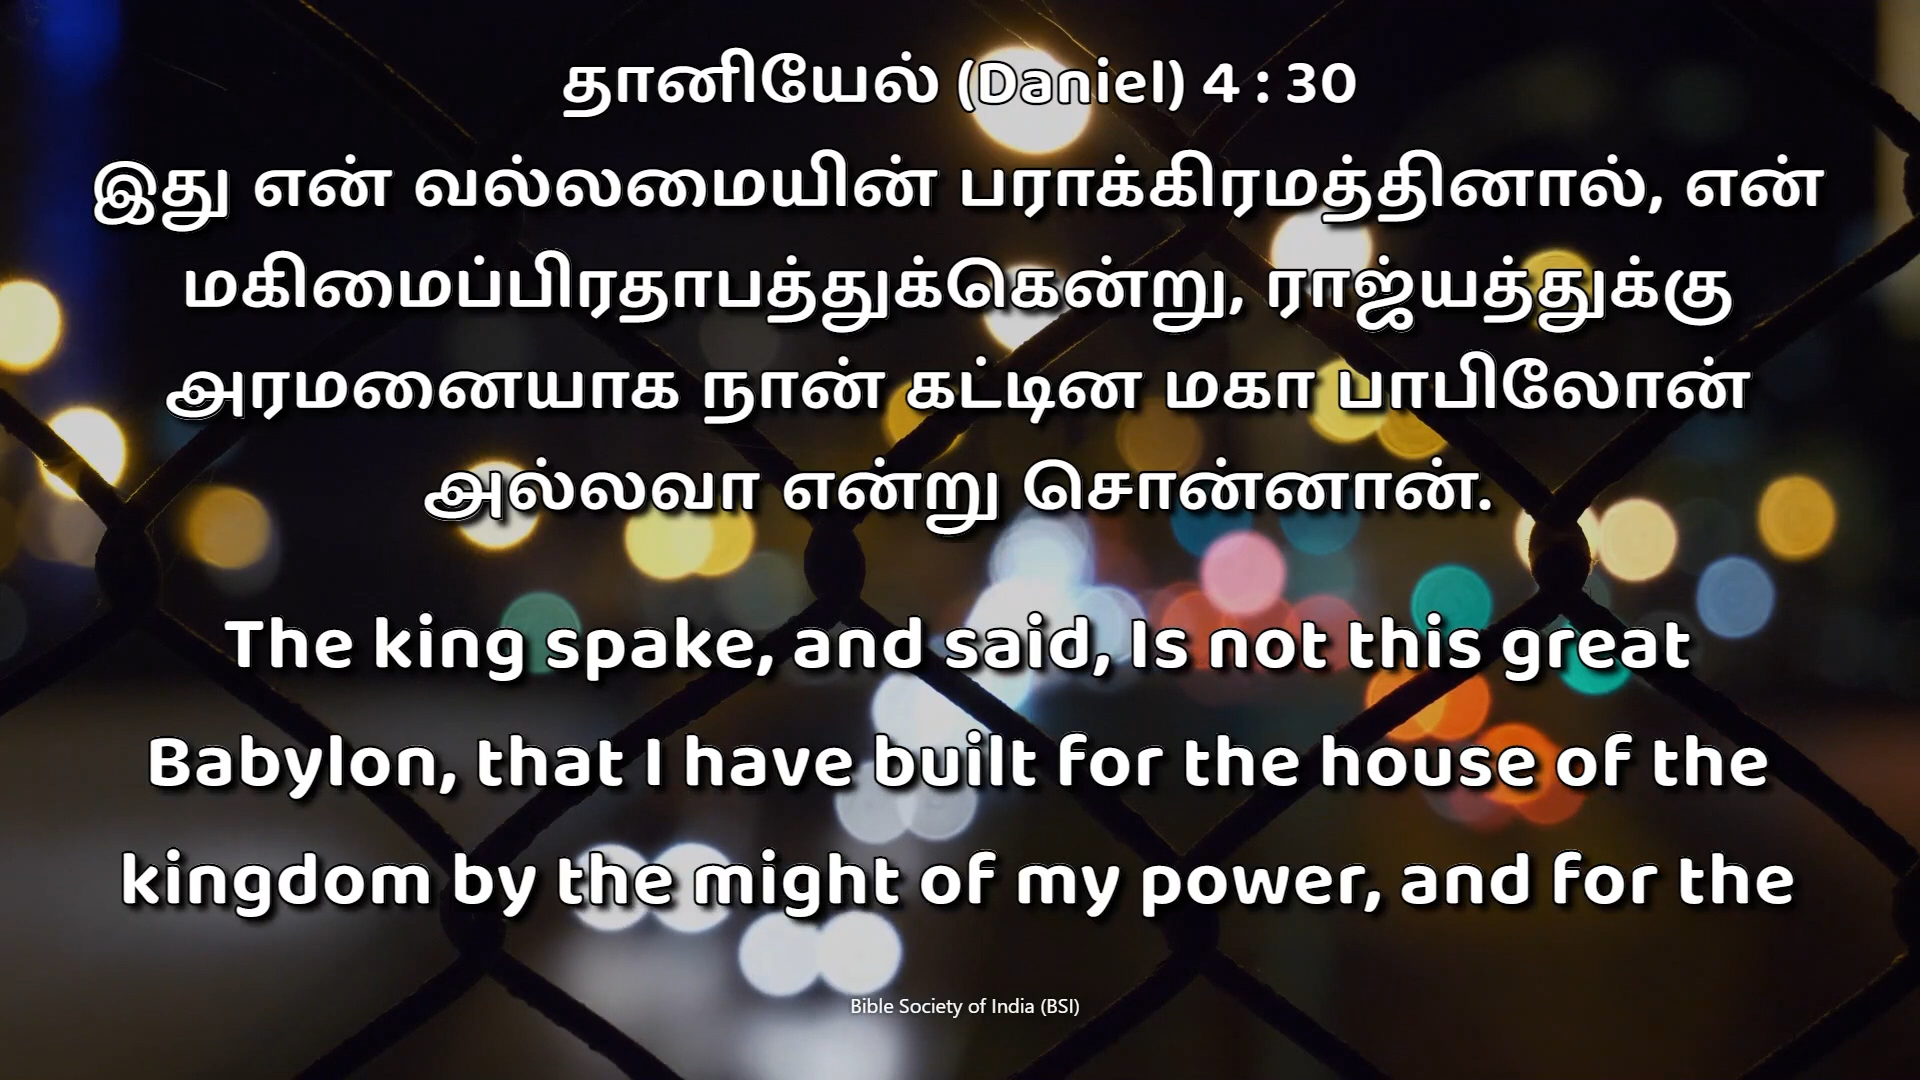 தானியேல் (Daniel) 4 : 30
இது என் வல்லமையின் பராக்கிரமத்தினால், என்
மகிமைப்பிரதாபத்துக்கென்று, ராஜ்யத்துக்கு
அரமனையாக நான் கட்டின மகா பாபிலோன்
அல்லவா என்று சொன்னான்.
The king spake, and said, Is not this great
Babylon, that I have built for the house of the
kingdom by the might of my power, and for the
Bible Society of India (BSI)